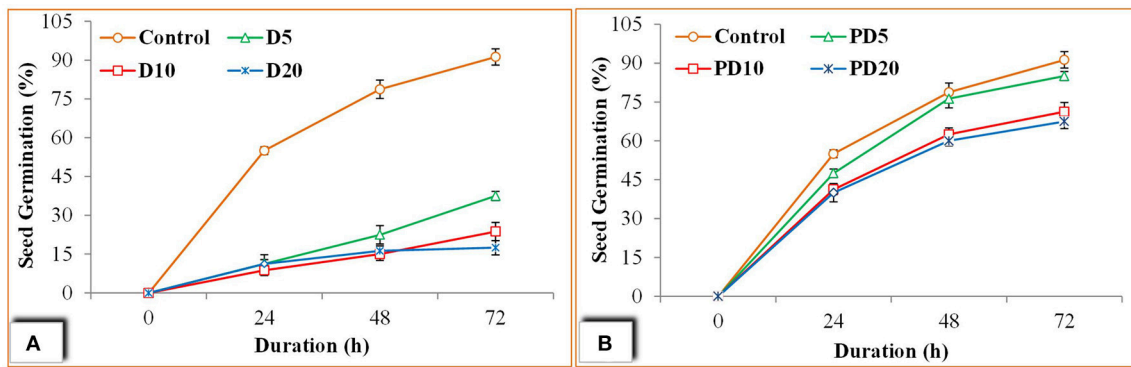 Control D5
D10 D20
Seed Germination (%)
105
90
75
60
45
30
15
0
0 24 48 72
Duration (h)
A
Control PD5
PD10 PD20
Seed Germination (%)
105
90
75
60
45
30
15
0
0 24 48 72
Duration (h)
B